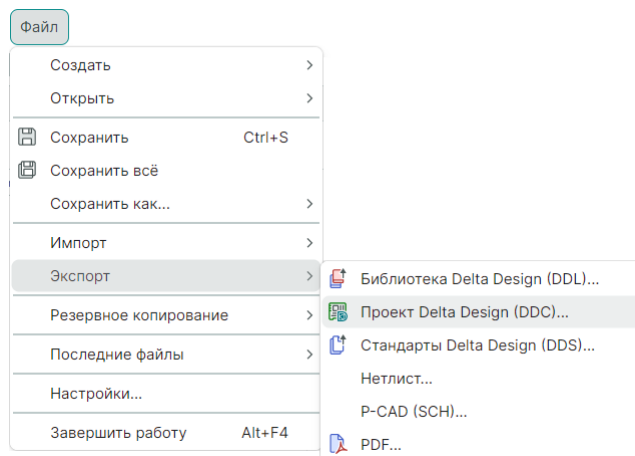 Файл
Создать
Открыть
Сохранить Ctrl+S
Сохранить всё
Сохранить как...
Импорт
Экспорт
Резервное копирование
Последние файлы
Настройки...
Завершить работу Alt+F4
Библиотека Delta Design (DDL)...
Проект Delta Design (DDC)...
Стандарты Delta Design (DDS)...
Нетлист...
P-CAD (SCH)...
PDF...